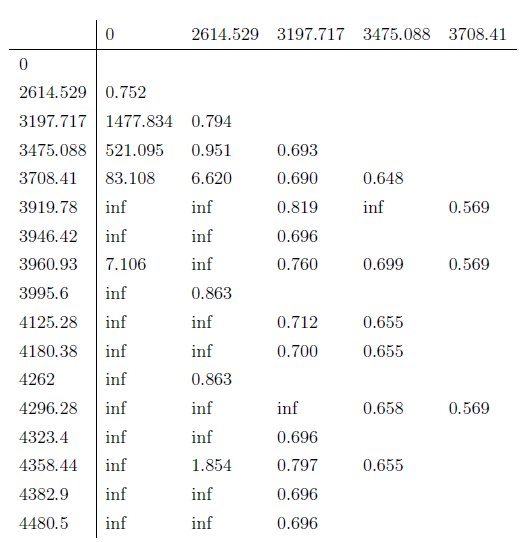 0 2614.529 3197.717 3475.088 3708.41
0
2614.529 0.752
3197.717 1477.834 0.794
3475.088 521.095 0.951 0.693
3708.41 83.108 6.620 0.690 0.648
3919.78 inf inf 0.819 inf 0.569
3946.42 inf inf 0.696
3960.93 7.106 inf 0.760 0.699 0.569
3995.6 inf 0.863
4125.28 inf inf 0.712 0.655
4180.38 inf inf 0.700 0.655
4262 inf 0.863
4296.28 inf inf inf 0.658 0.569
4323.4 inf inf 0.696
4358.44 inf 1.854 0.797 0.655
4382.9 inf inf 0.696
4480.5 inf inf 0.696